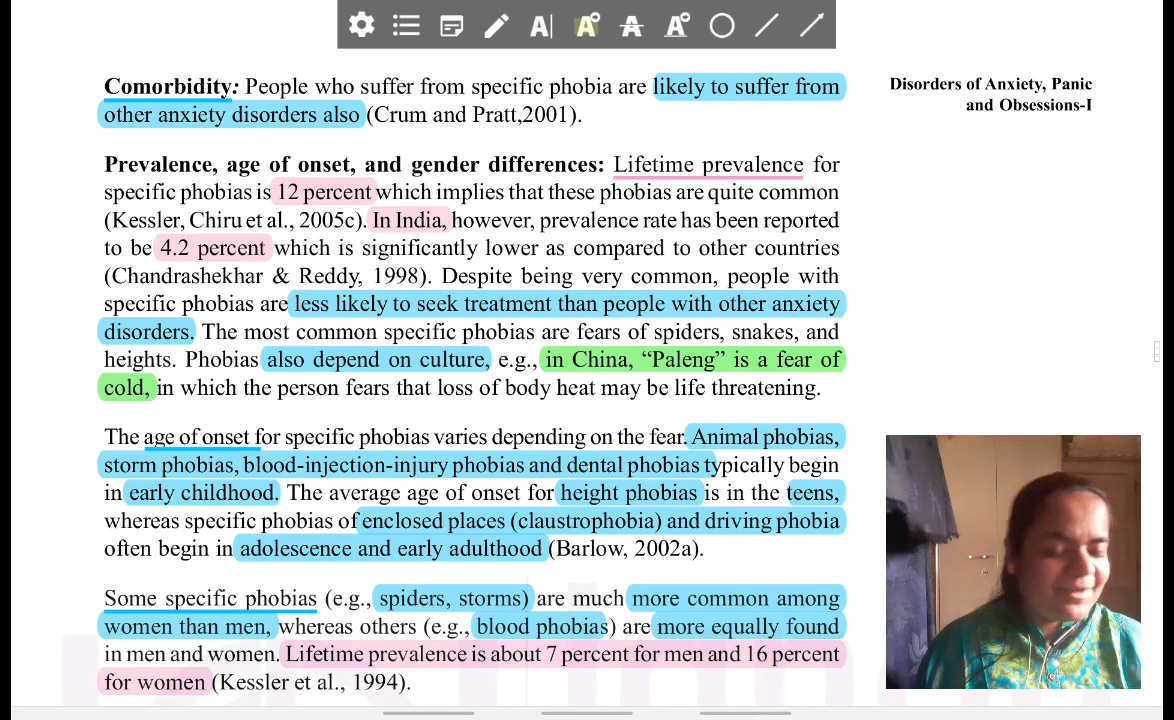 Comorbidity: People who suffer from specific phobia are likely to suffer from
other anxiety disorders also (Crum and Pratt,2001).
Disorders of Anxiety, Panic
and Obsessions-I
Prevalence, age of onset, and gender differences: Lifetime prevalence for
specific phobias is 12 percent which implies that these phobias are quite common
(Kessler, Chiru et al., 2005c). In India, however, prevalence rate has been reported
to be 4.2 percent which is significantly lower as compared to other countries
(Chandrashekhar & Reddy, 1998). Despite being very common, people with
specific phobias are less likely to seek treatment than people with other anxiety
disorders. The most common specific phobias are fears of spiders, snakes, and
heights. Phobias also depend on culture, e.g., in China, “Paleng” is a fear of
cold, in which the person fears that loss of body heat may be life threatening.
The age of onset for specific phobias varies depending on the fear. Animal phobias,
storm phobias, blood-injection-injury phobias and dental phobias typically begin
in early childhood. The average age of onset for height phobias is in the teens,
whereas specific phobias of enclosed places (claustrophobia) and driving phobia
often begin in adolescence and early adulthood (Barlow, 2002a).
Some specific phobias (e.g., spiders, storms) are much more common among
women than men, whereas others (e.g., blood phobias) are more equally found
in men and women. Lifetime prevalence is about 7 percent for men and 16 percent
for women (Kessler et al., 1994).